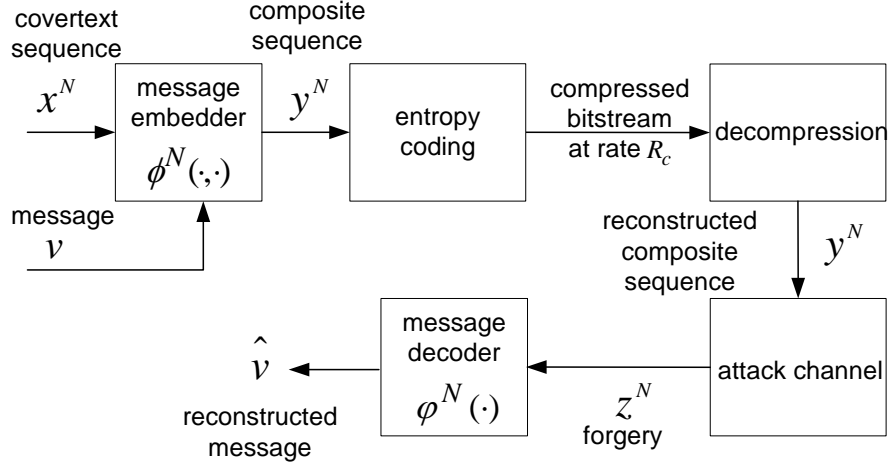 covertext
sequence
x^N
message
embedder
ϕ^N(·,·)
message
v
composite
sequence
y^N
entropy
coding
compressed
bitstream
at rate R_c
decompression
reconstructed
composite
sequence
y^N
attack channel
z^N
forgery
message
decoder
φ^N(·)
v̂
reconstructed
message